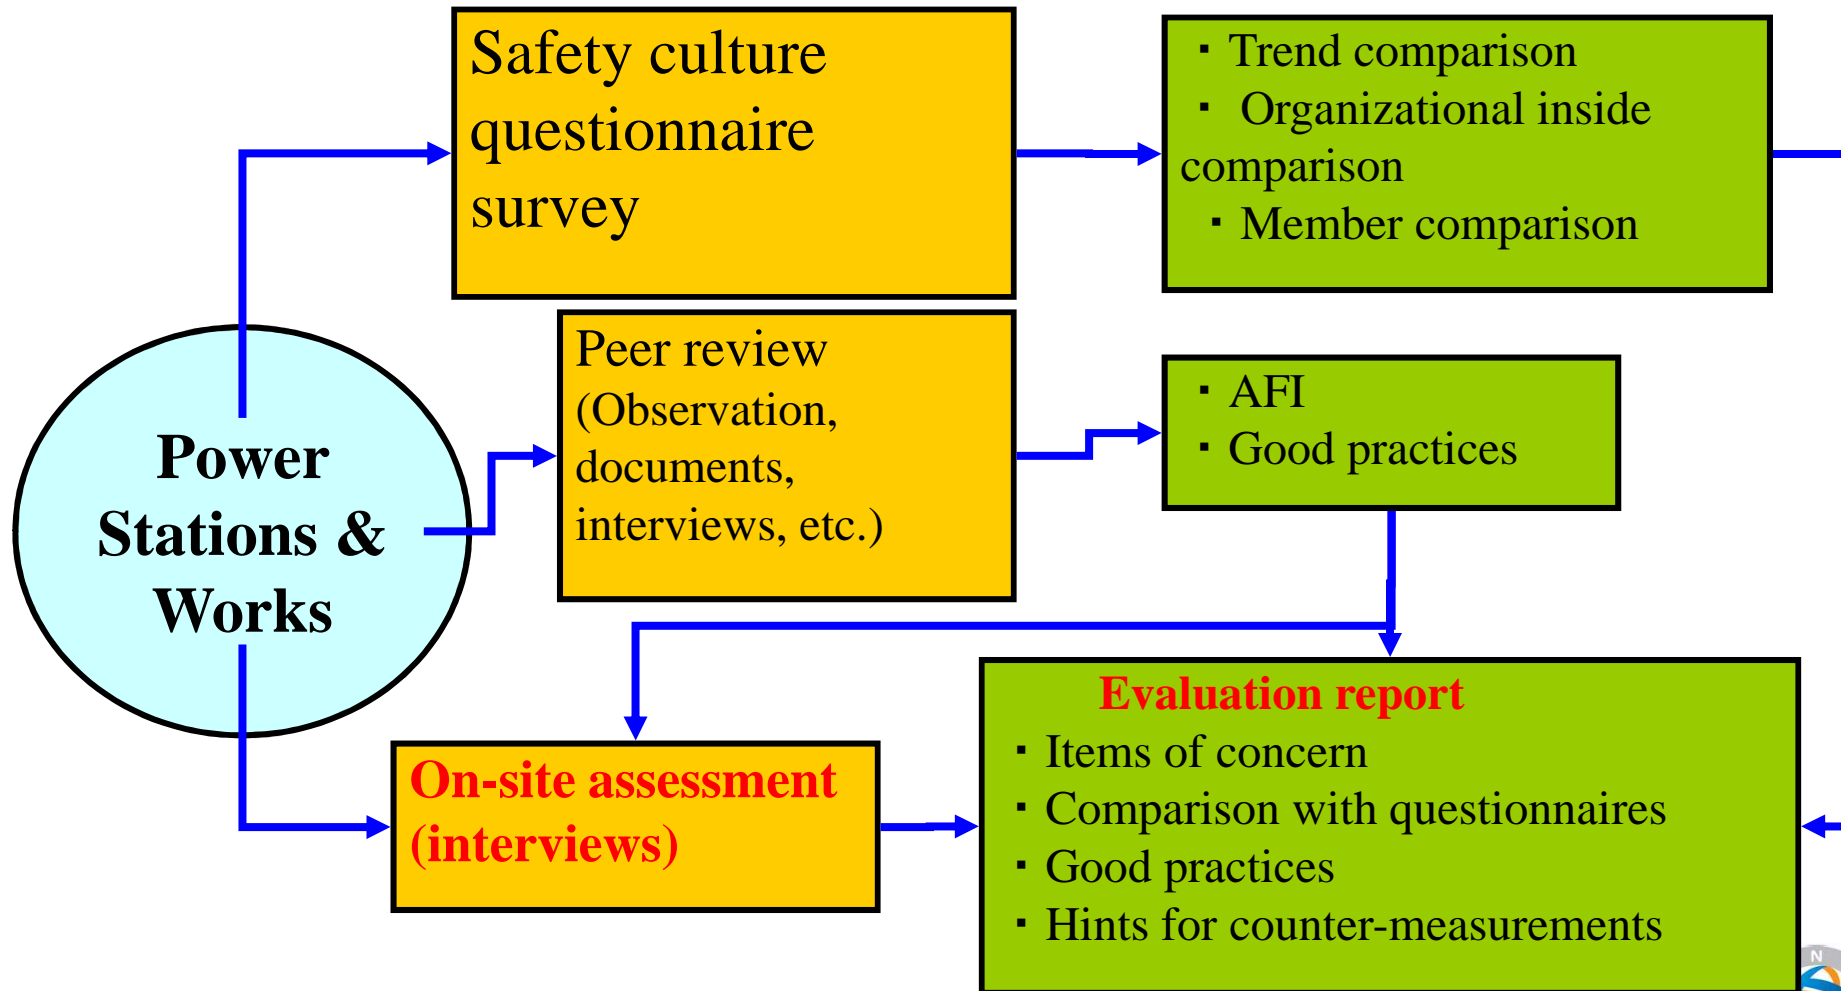 Safety culture
questionnaire
survey
▪ Trend comparison
▪ Organizational inside
comparison
▪ Member comparison
Peer review
(Observation,
documents,
interviews, etc.)
▪ AFI
▪ Good practices
Power
Stations &
Works
On-site assessment
(interviews)
Evaluation report
▪ Items of concern
▪ Comparison with questionnaires
▪ Good practices
▪ Hints for counter-measurements
N